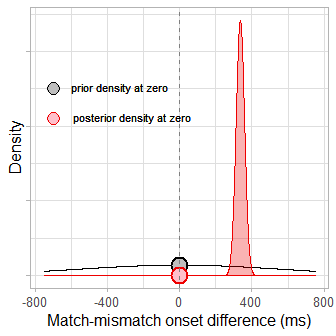 prior density at zero
posterior density at zero
Density
-800
-400
0
400
800
Match-mismatch onset difference (ms)